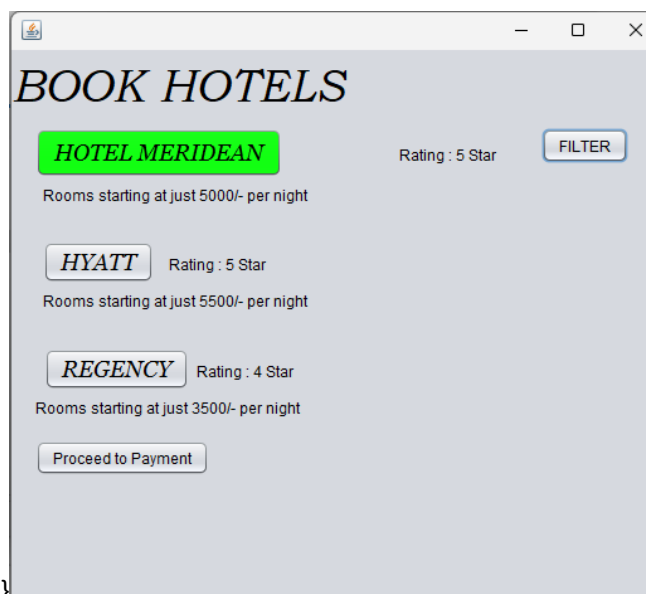 BOOK HOTELS
HOTEL MERIDEAN Rating : 5 Star FILTER
Rooms starting at just 5000/- per night
HYATT Rating : 5 Star
Rooms starting at just 5500/- per night
REGENCY Rating : 4 Star
Rooms starting at just 3500/- per night
Proceed to Payment
}